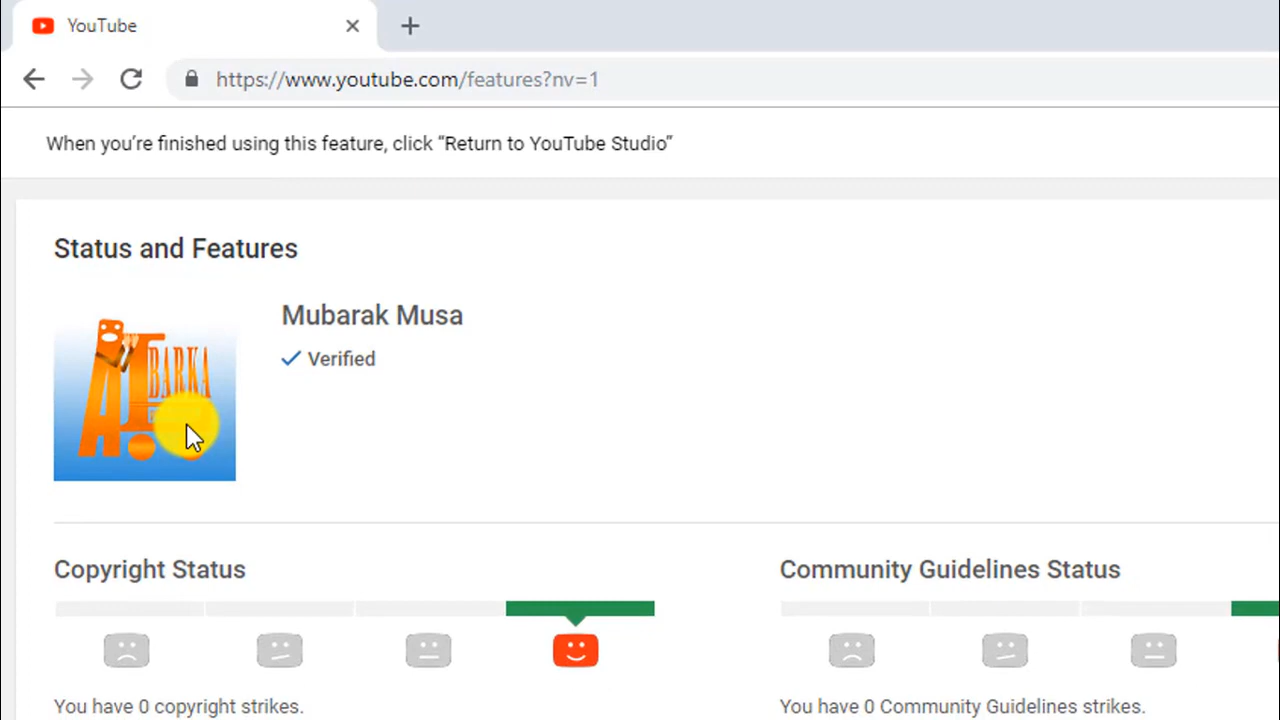 YouTube
https://www.youtube.com/features?nv=1
When you're finished using this feature, click “Return to YouTube Studio”
Status and Features
Mubarak Musa
Verified
BARKA
Copyright Status
Community Guidelines Status
You have 0 copyright strikes.
You have 0 Community Guidelines strikes.